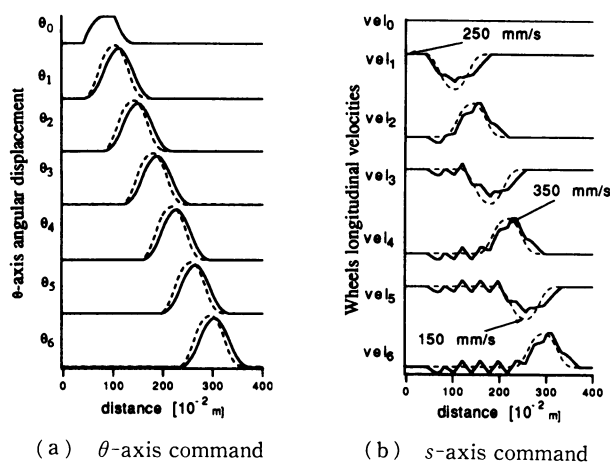 θ-axis angular displacement
θ0
θ1
θ2
θ3
θ4
θ5
θ6
0 100 200 300 400
distance [10-2 m]
(a) θ-axis command
Wheels longitudinal velocities
vel0
vel1
vel2
vel3
vel4
vel5
vel6
250 mm/s
350 mm/s
150 mm/s
0 100 200 300 400
distance [10-2 m]
(b) s-axis command